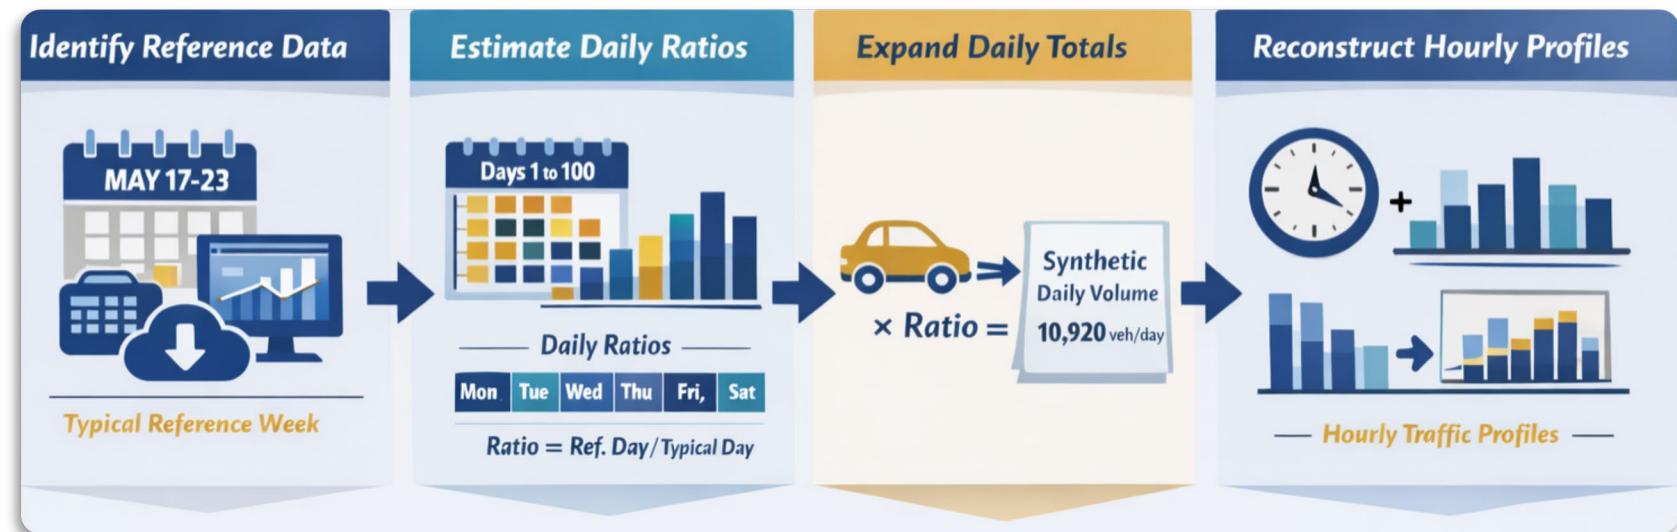 Identify Reference Data
MAY 17-23
Typical Reference Week
Estimate Daily Ratios
Days 1 to 100
Daily Ratios
Mon Tue Wed Thu Fri, Sat
Ratio = Ref. Day/Typical Day
Expand Daily Totals
× Ratio =
Synthetic
Daily Volume
10,920 veh/day
Reconstruct Hourly Profiles
+
Hourly Traffic Profiles